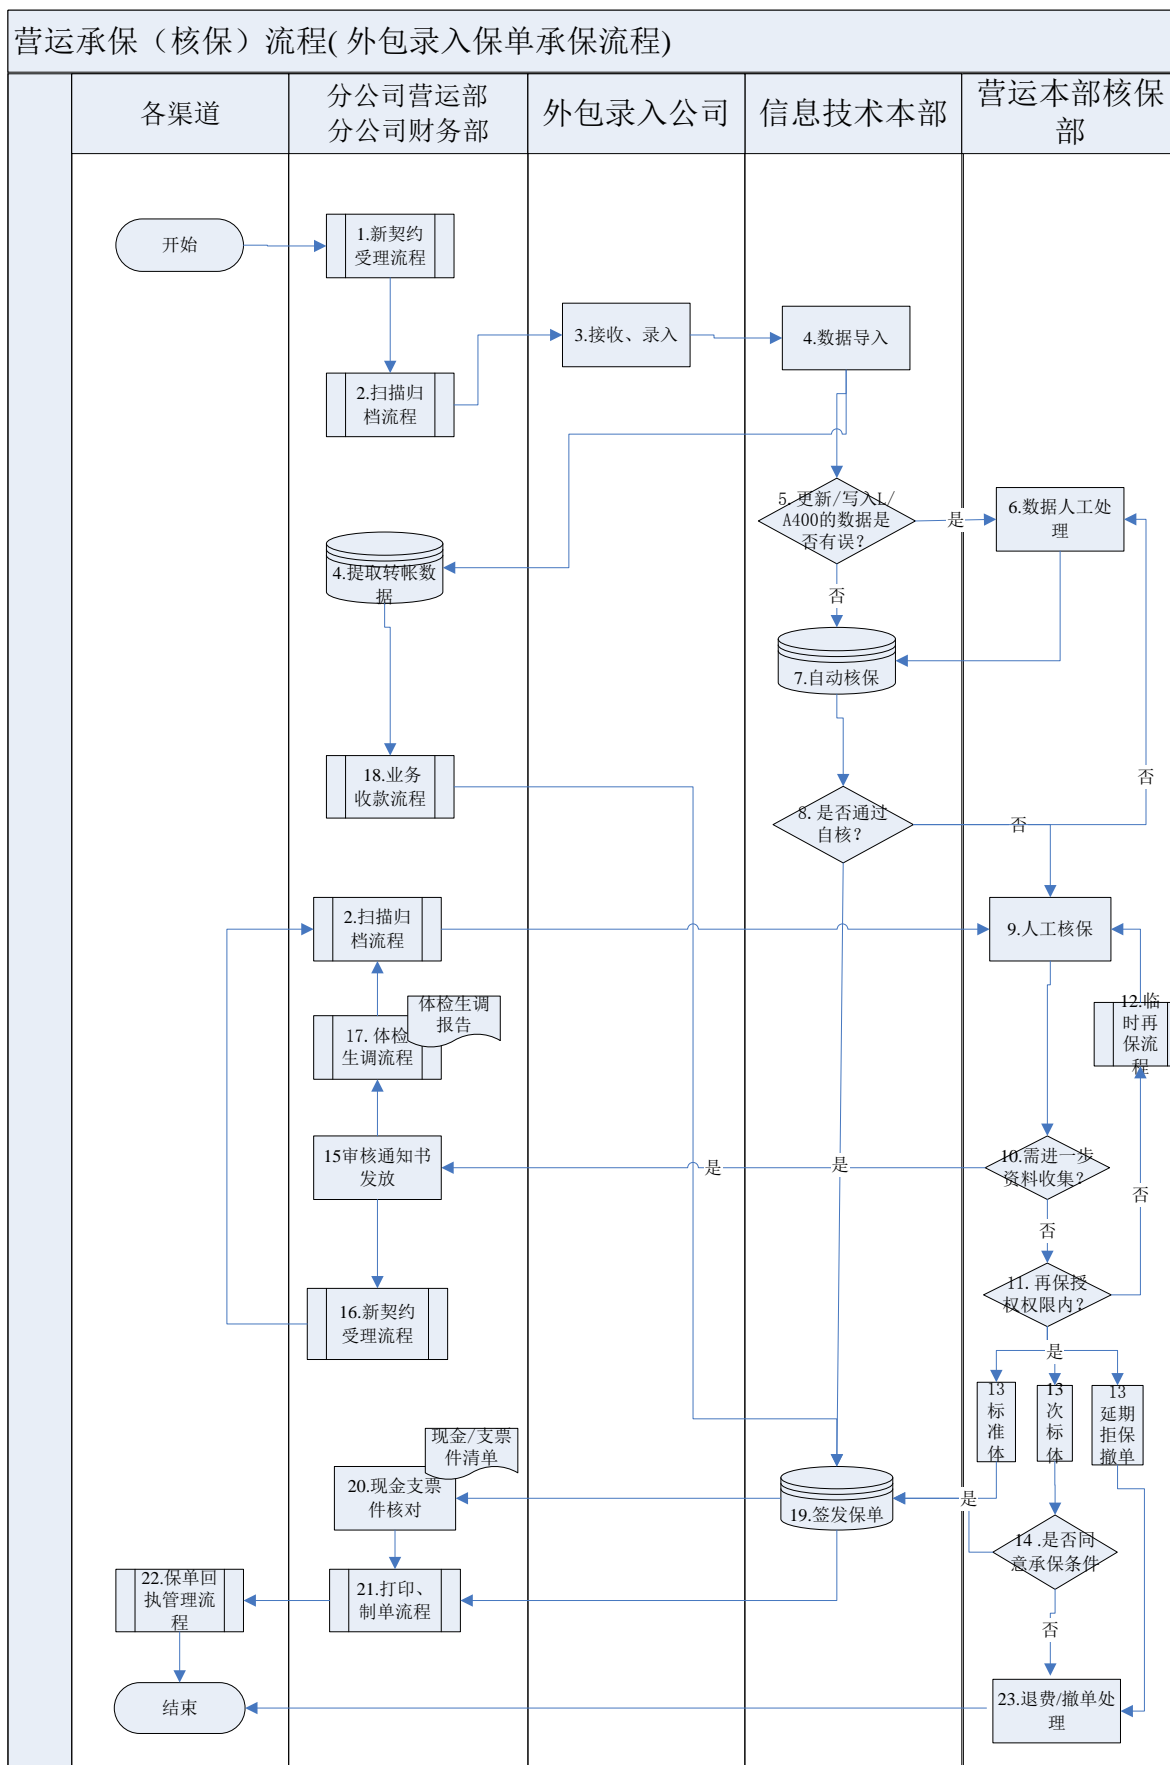 营运承保（核保）流程( 外包录入保单承保流程)
各渠道
分公司营运部
分公司财务部
外包录入公司
信息技术本部
营运本部核保
部
开始
1.新契约
受理流程
2.扫描归
档流程
3.接收、录入
4.数据导入
5. 更新/写入L/
A400的数据是
否有误?
是
6.数据人工处
理
否
4.提取转帐数
据
7.自动核保
18.业务
收款流程
8. 是否通过
自核?
否
否
2.扫描归
档流程
9.人工核保
体检生调
报告
17. 体检
生调流程
12.临
时再
保流
程
15审核通知书
发放
是
是
10.需进一步
资料收集?
否
否
11. 再保授
权权限内?
16.新契约
受理流程
是
13
标
准
体
13
次
标
体
13
延期
拒保
撤单
现金/支票
件清单
20.现金支票
件核对
19.签发保单
是
14 .是否同
意承保条件
22.保单回
执管理流
程
21.打印、
制单流程
否
结束
23.退费/撤单处
理